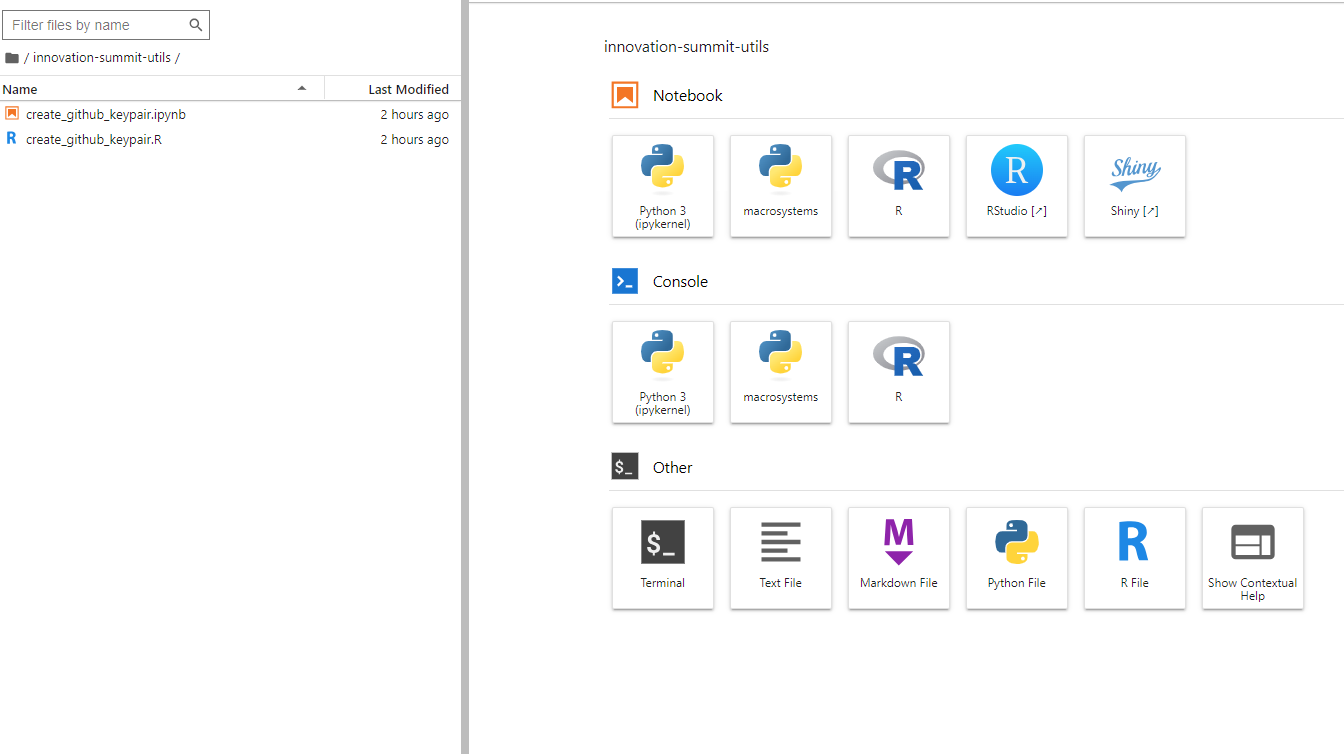 Filter files by name
/ innovation-summit-utils /
Name Last Modified
create_github_keypair.ipynb 2 hours ago
R create_github_keypair.R 2 hours ago
innovation-summit-utils
Notebook
Python 3
(ipykernel)
macrosystems
R
R
R
RStudio [↗]
Shiny
Shiny [↗]
>_ Console
Python 3
(ipykernel)
macrosystems
R
R
$_ Other
$_
Terminal
Text File
M
Markdown File
Python File
R
R File
Show Contextual
Help